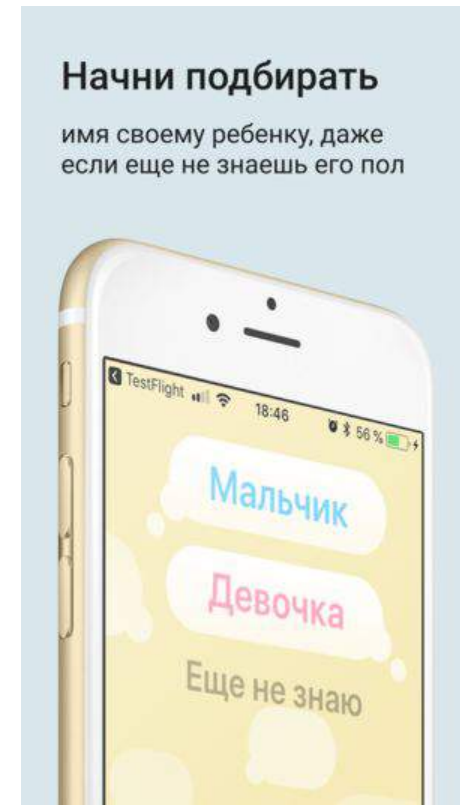 Начни подбирать
имя своему ребенку, даже
если еще не знаешь его пол
TestFlight 18:46 56 %
Мальчик
Девочка
Еще не знаю